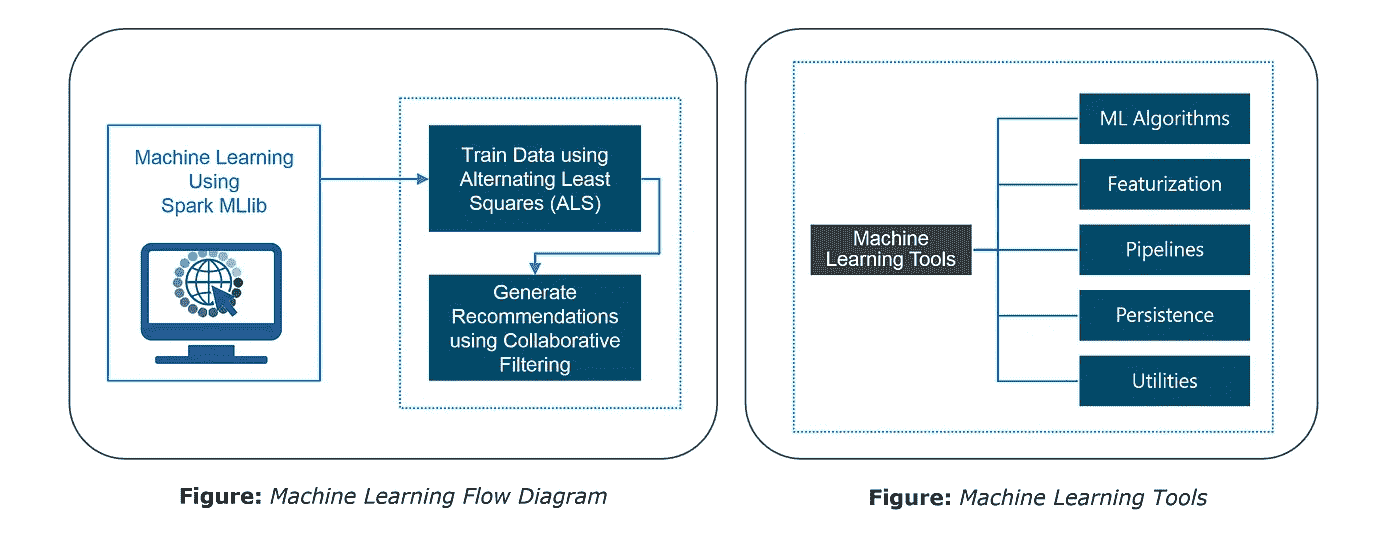 Machine Learning
Using
Spark MLlib
Train Data using
Alternating Least
Squares (ALS)
Generate
Recommendations
using Collaborative
Filtering
Figure: Machine Learning Flow Diagram
Machine
Learning Tools
ML Algorithms
Featurization
Pipelines
Persistence
Utilities
Figure: Machine Learning Tools